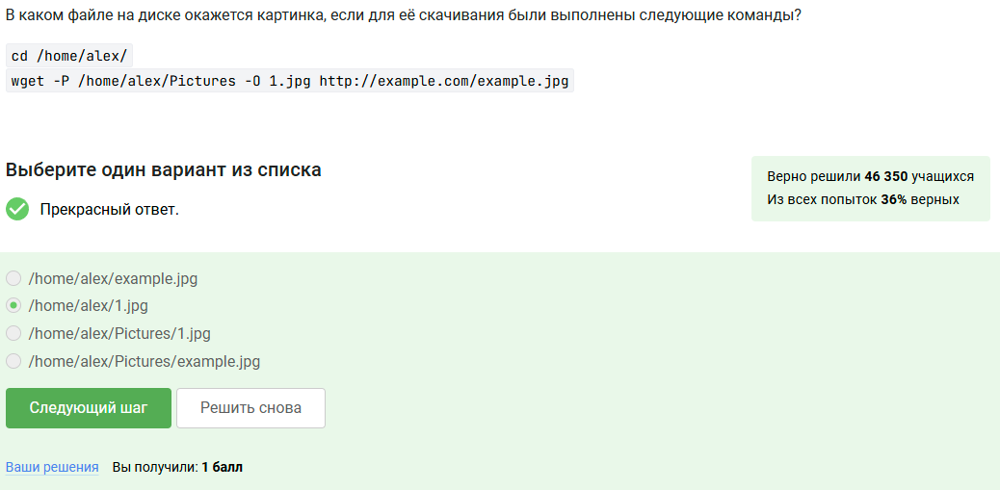 В каком файле на диске окажется картинка, если для её скачивания были выполнены следующие команды?
cd /home/alex/
wget -P /home/alex/Pictures -O 1.jpg http://example.com/example.jpg
Выберите один вариант из списка
Верно решили 46 350 учащихся
Из всех попыток 36% верных
Прекрасный ответ.
/home/alex/example.jpg
/home/alex/1.jpg
/home/alex/Pictures/1.jpg
/home/alex/Pictures/example.jpg
Следующий шаг
Решить снова
Ваши решения Вы получили: 1 балл